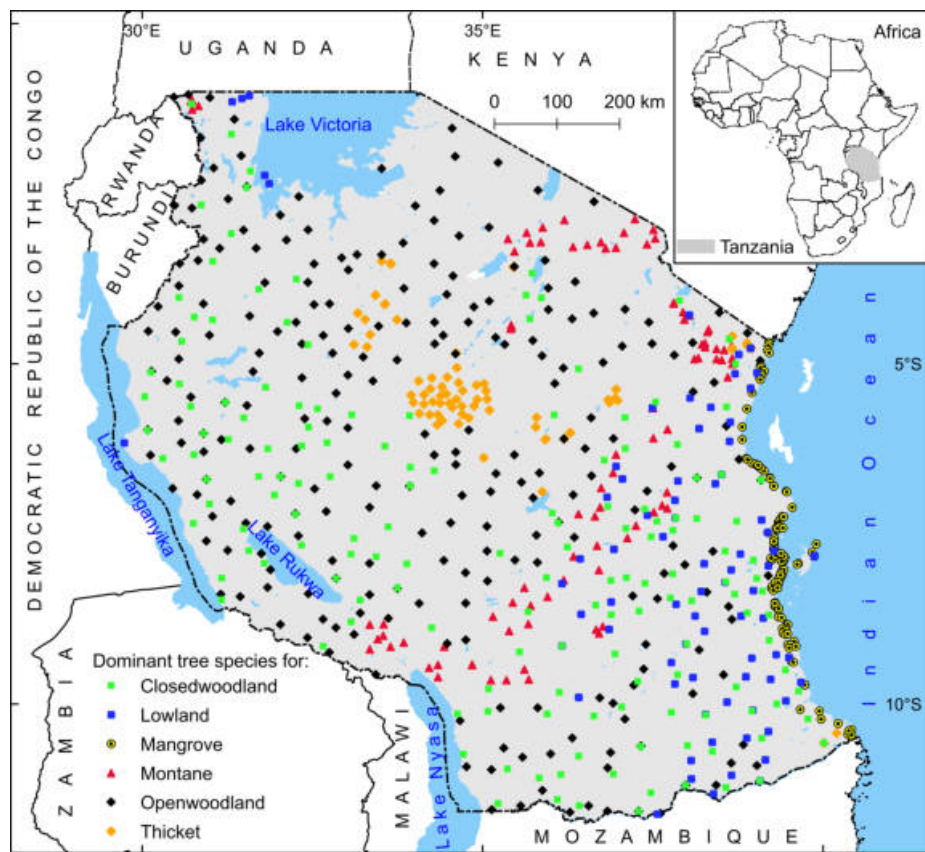 30°E
35°E
UGANDA
KENYA
Africa
Tanzania
0 100 200 km
Lake Victoria
DEMOCRATIC REPUBLIC OF THE CONGO
RWANDA
BURUNDI
5°S
Indian Ocean
Lake Tanganyika
Lake Rukwa
10°S
ZAMBIA
MALAWI
Lake Nyasa
MOZAMBIQUE
Dominant tree species for:
Closedwoodland
Lowland
Mangrove
Montane
Openwoodland
Thicket